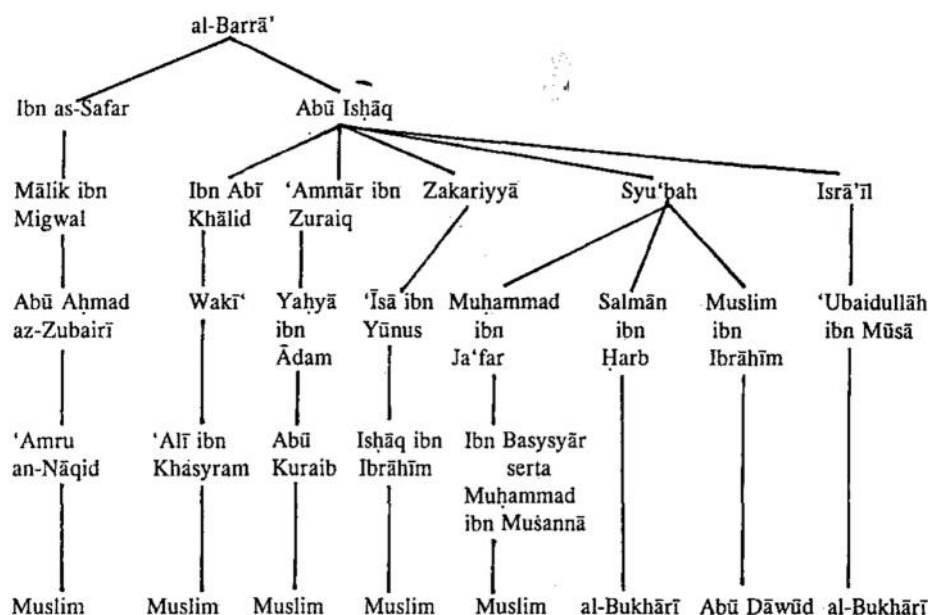 al-Barrā’
Ibn as-Safar Abū Isḥāq
Mālik ibn Ibn Abī ‘Ammār ibn Zakariyyā Syu‘bah Isrā’īl
Migwal Khālid Zuraiq
Abū Aḥmad Wakī‘ Yaḥyā ‘Īsā ibn Muḥammad Salmān Muslim ‘Ubaidullāh
az-Zubairī ibn Yūnus ibn ibn ibn ibn Mūsā
Ādam Ja‘far Ḥarb Ibrāhīm
‘Amru ‘Alī ibn Abū Isḥāq ibn Ibn Basysyār
an-Nāqid Khasyram Kuraib Ibrāhīm serta
Muḥammad
ibn Muṡannā
Muslim Muslim Muslim Muslim Muslim al-Bukhārī Abū Dāwūd al-Bukhārī